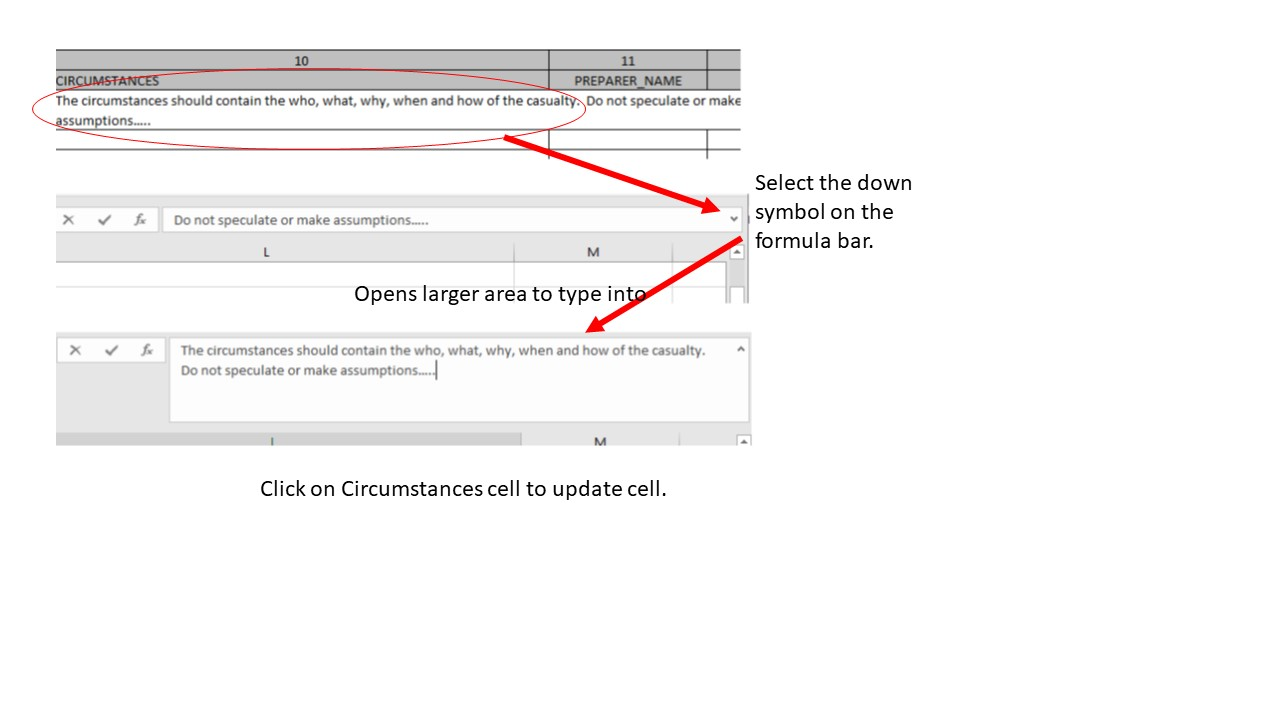 10 11
CIRCUMSTANCES PREPARER_NAME
The circumstances should contain the who, what, why, when and how of the casualty. Do not speculate or make
assumptions.....
Select the down
symbol on the
formula bar.
fx Do not speculate or make assumptions.....
L M
Opens larger area to type into
fx The circumstances should contain the who, what, why, when and how of the casualty.
Do not speculate or make assumptions.....
L M
Click on Circumstances cell to update cell.